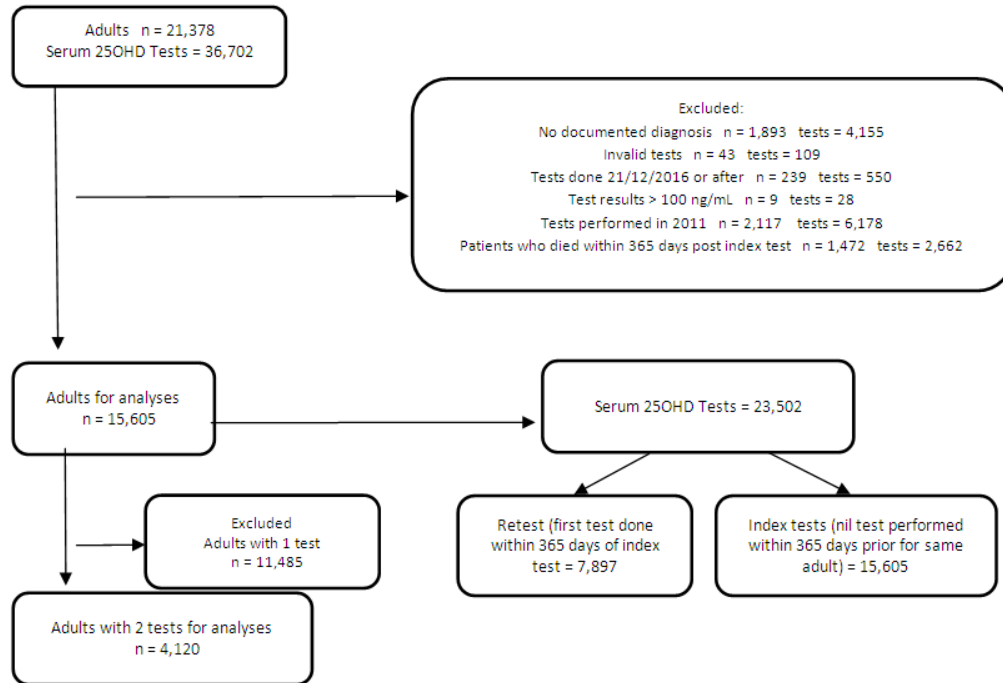 Adults n = 21,378
Serum 25OHD Tests = 36,702
Excluded:
No documented diagnosis n = 1,893 tests = 4,155
Invalid tests n = 43 tests = 109
Tests done 21/12/2016 or after n = 239 tests = 550
Test results > 100 ng/mL n = 9 tests = 28
Tests performed in 2011 n = 2,117 tests = 6,178
Patients who died within 365 days post index test n = 1,472 tests = 2,662
Adults for analyses
n = 15,605
Serum 25OHD Tests = 23,502
Excluded
Adults with 1 test
n = 11,485
Retest (first test done
within 365 days of index
test = 7,897
Index tests (nil test performed
within 365 days prior for same
adult) = 15,605
Adults with 2 tests for analyses
n = 4,120